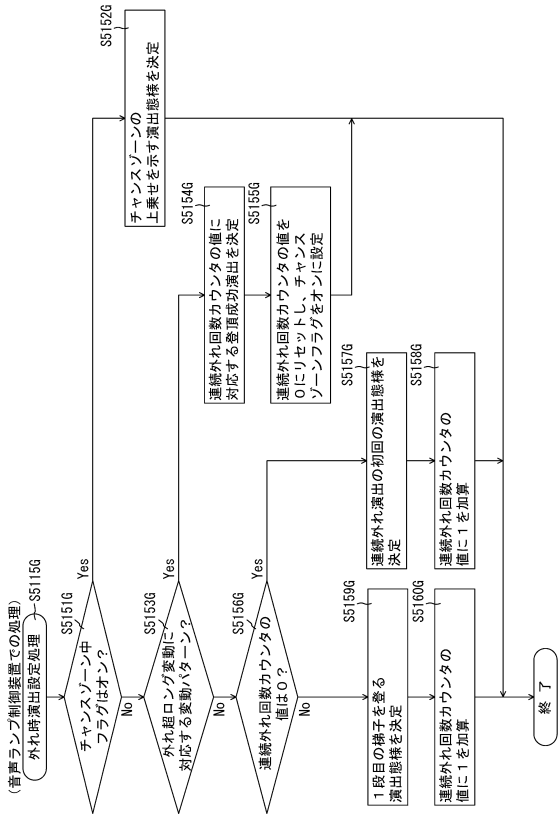 (音声ランプ制御装置での処理)
外れ時演出設定処理
S5115G
S5151G
チャンスゾーン中
フラグはオン?
Yes
No
S5152G
チャンスゾーンの
上乗せを示す演出態様を決定
S5153G
外れ超ロング変動に
対応する変動パターン?
Yes
No
S5154G
連続外れ回数カウンタの値に
対応する登頂成功演出を決定
S5155G
連続外れ回数カウンタの値を
0にリセットし、チャンス
ゾーンフラグをオンに設定
S5156G
連続外れ回数カウンタの
値は0?
Yes
No
S5157G
連続外れ演出の初回の演出態様を
決定
S5158G
連続外れ回数カウンタの
値に1を加算
S5159G
1段目の梯子を登る
演出態様を決定
S5160G
連続外れ回数カウンタの
値に1を加算
終了